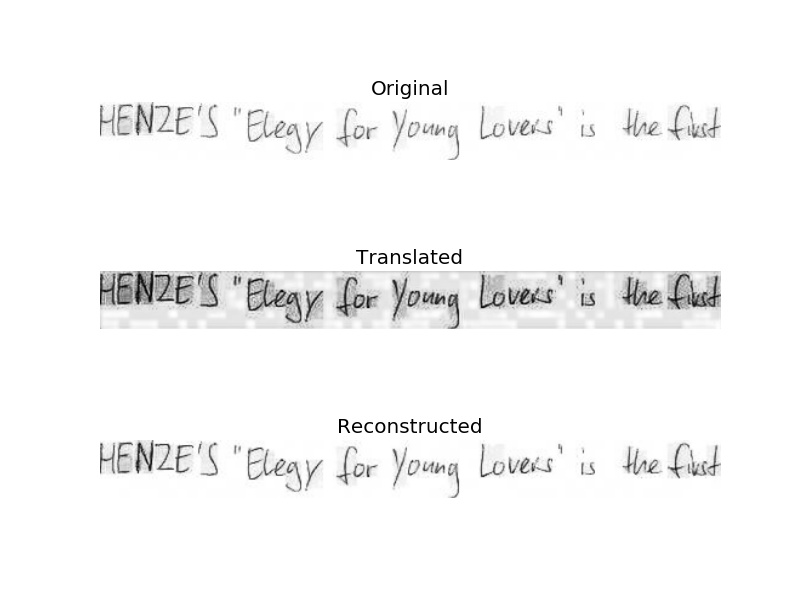 Original
HENZE'S "Elegy for Young Lovers" is the first
Translated
HENZE'S "Elegy for Young Lovers" is the first
Reconstructed
HENZE'S "Elegy for Young Lovers" is the first